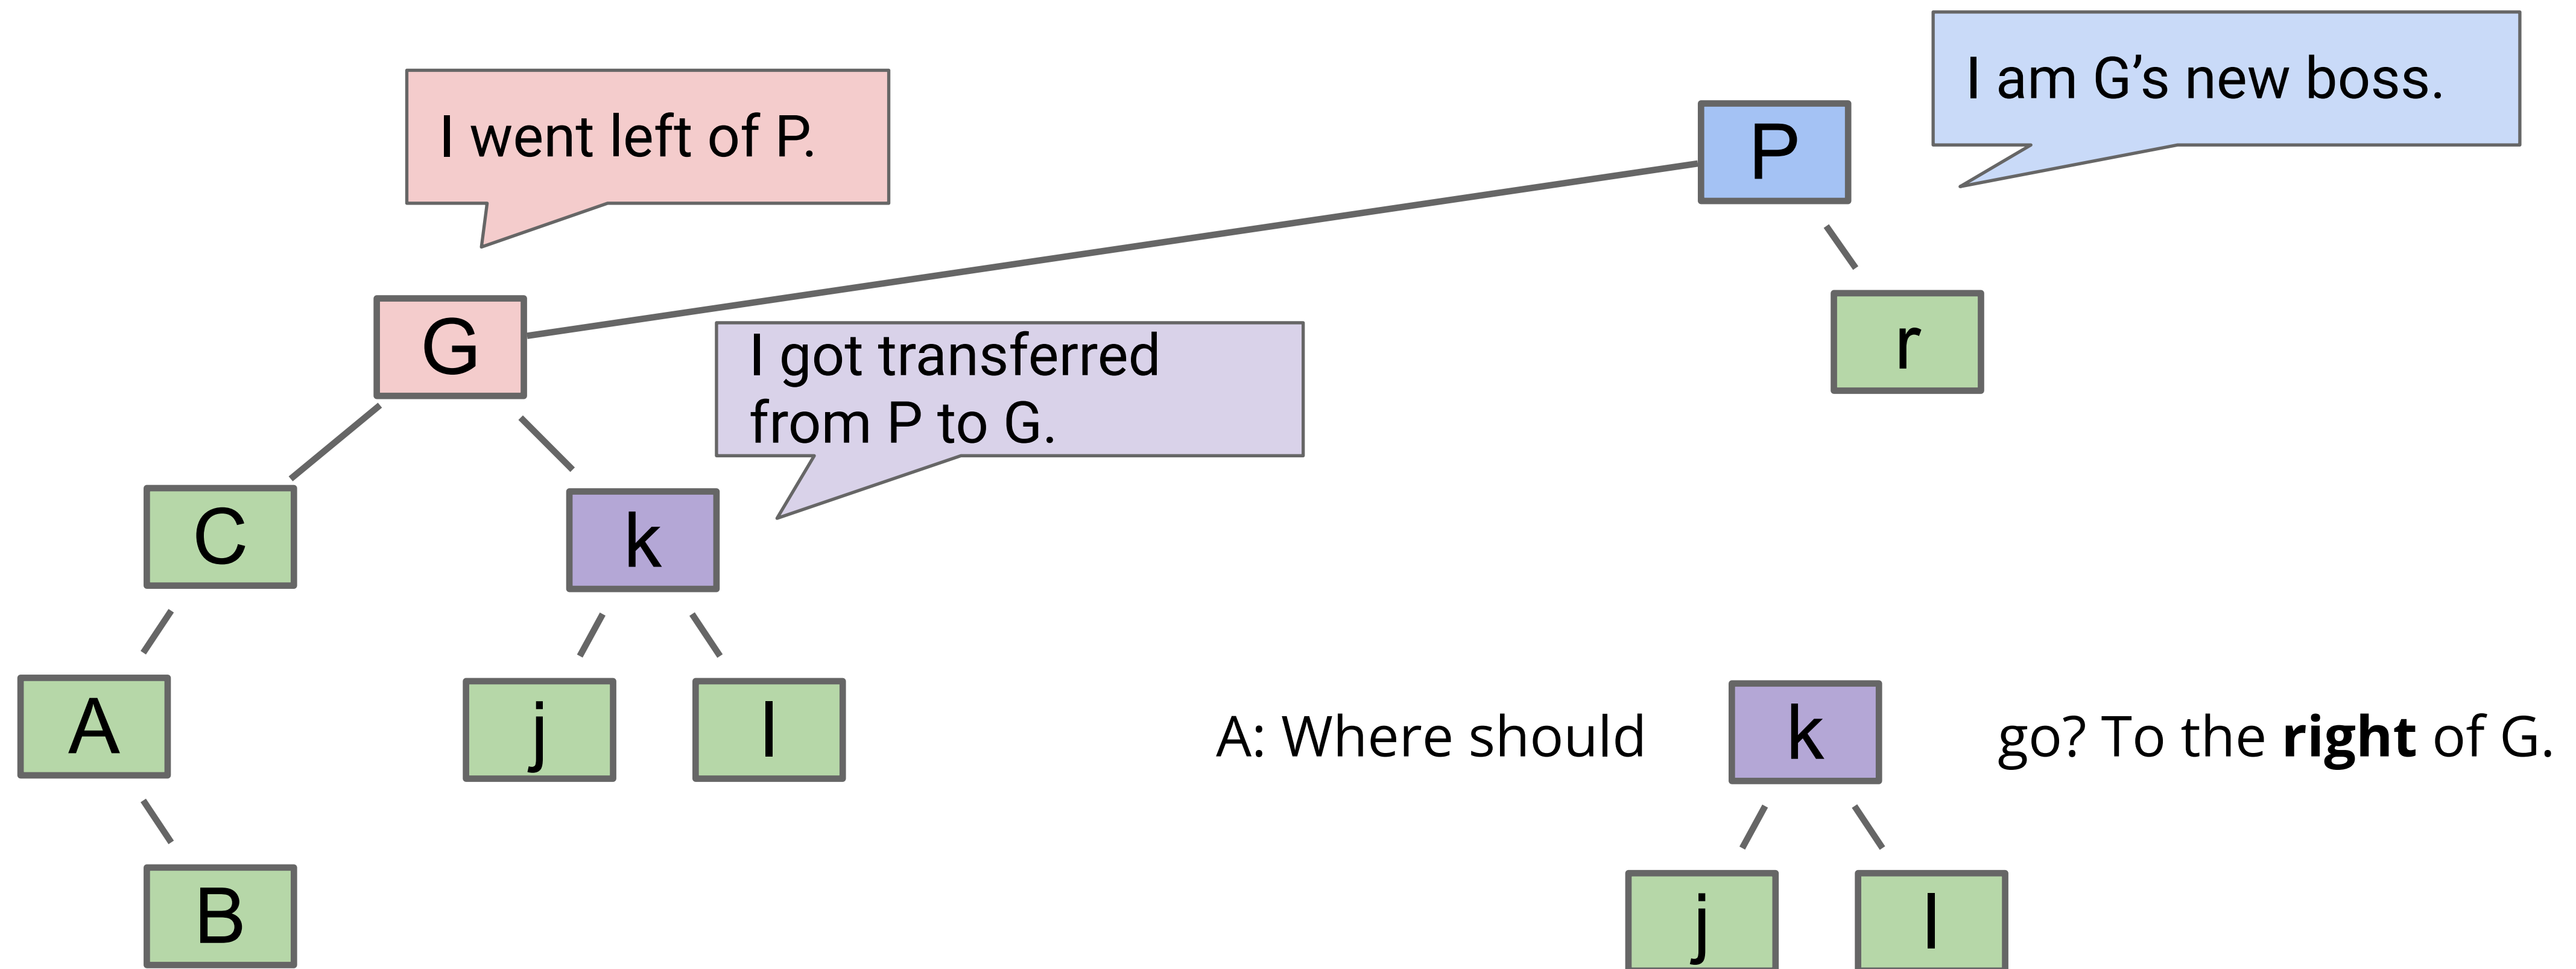 I am G’s new boss.
I went left of P.
P
G
r
I got transferred
from P to G.
C
k
A
j
l
A: Where should k go? To the right of G.
B
j
l